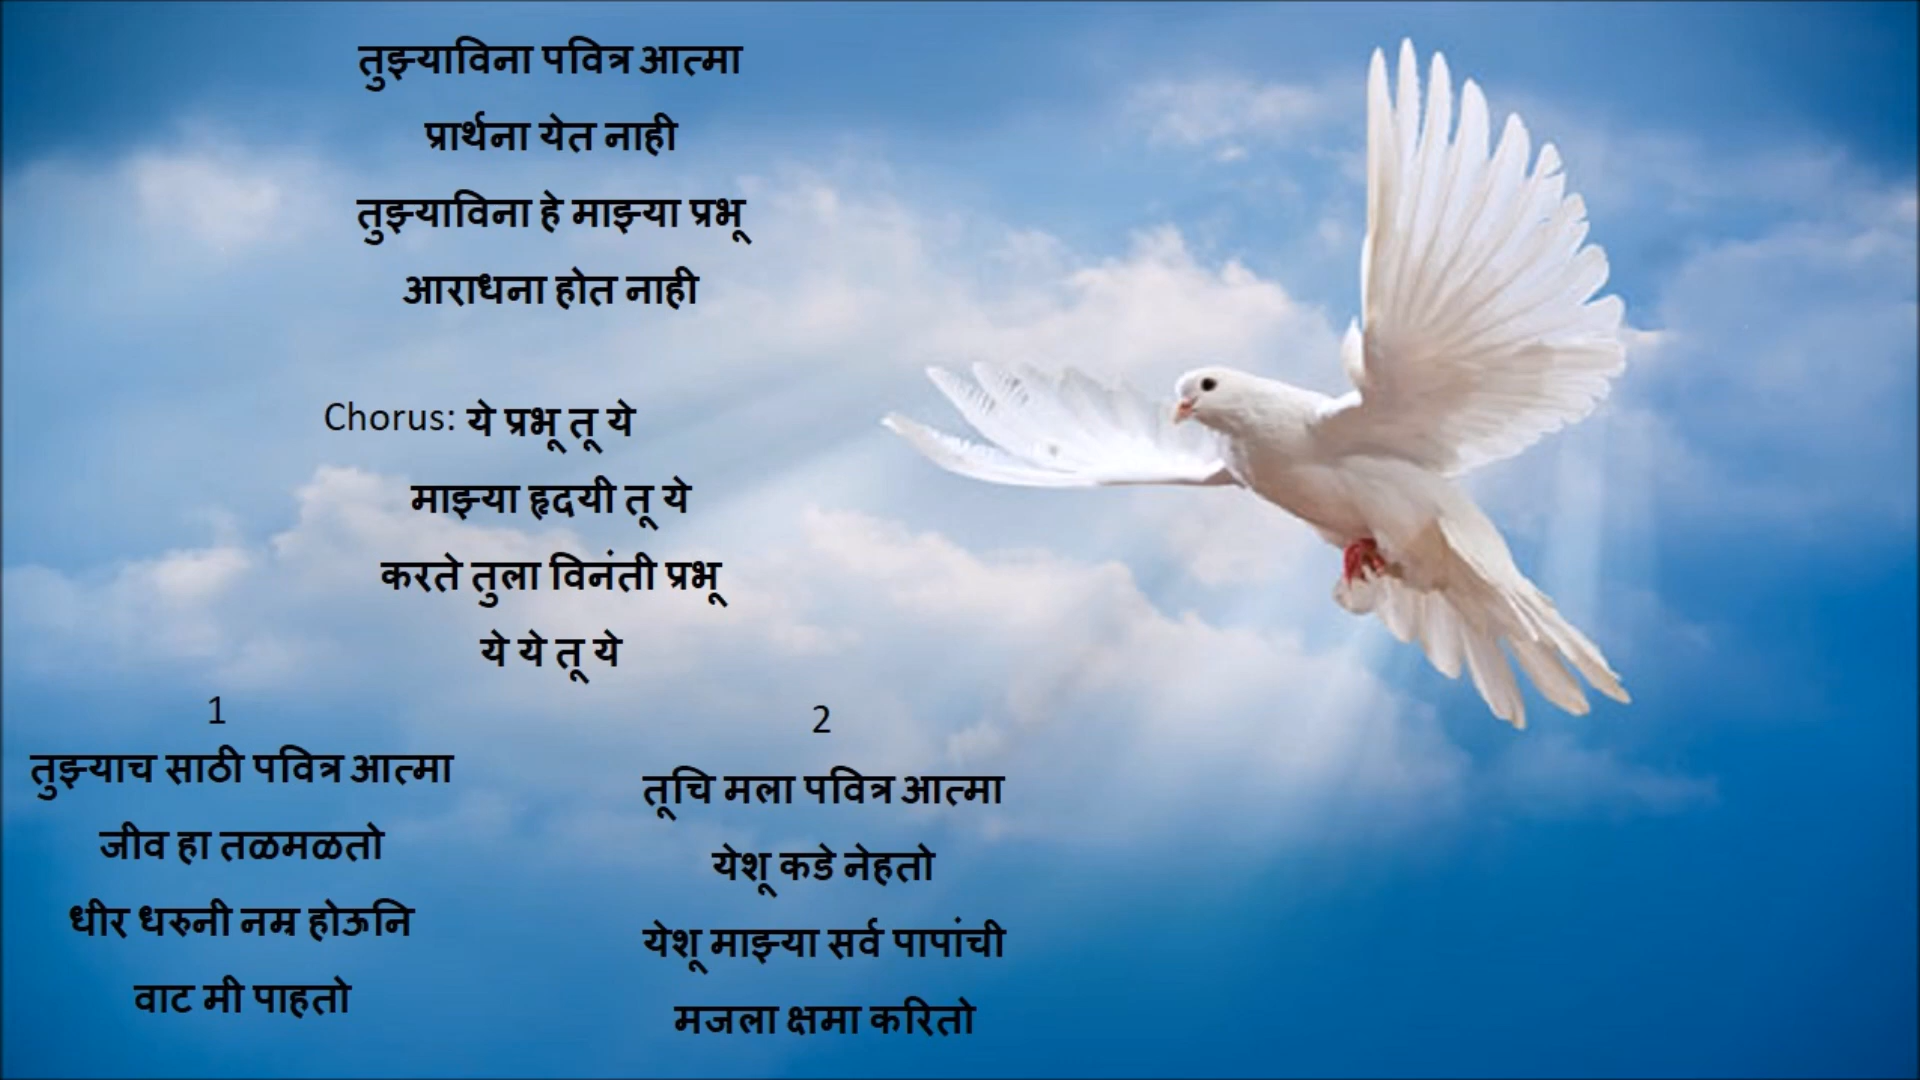 तुझ्याविना पवित्र आत्मा
प्रार्थना येत नाही
तुझ्याविना हे माझ्या प्रभू
आराधना होत नाही
Chorus: ये प्रभू तू ये
माझ्या हृदयी तू ये
करते तुला विनंती प्रभू
ये ये तू ये
1
तुझ्याच साठी पवित्र आत्मा
जीव हा तळमळतो
धीर धरुनी नम्र होऊनि
वाट मी पाहतो
2
तूचि मला पवित्र आत्मा
येशू कडे नेहतो
येशू माझ्या सर्व पापांची
मजला क्षमा करितो